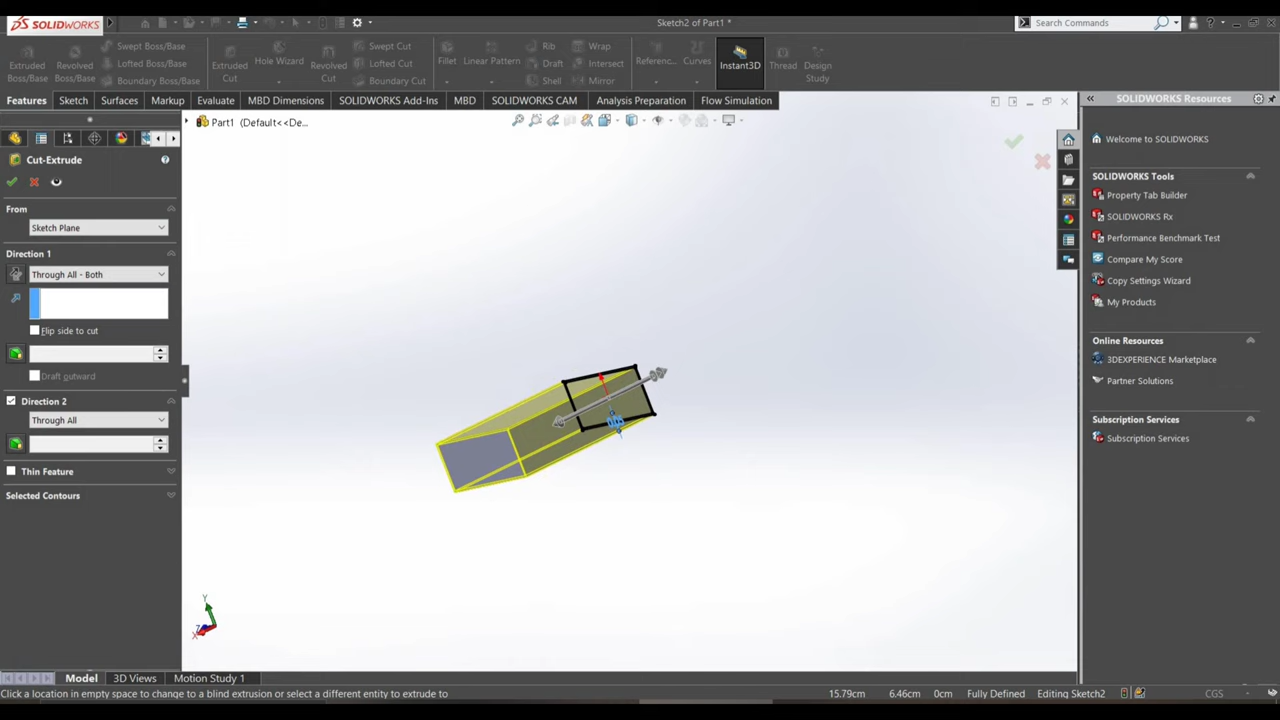 SOLIDWORKS
Sketch2 of Part1 *
Search Commands
Extruded Boss/Base
Revolved Boss/Base
Swept Boss/Base
Lofted Boss/Base
Boundary Boss/Base
Extruded Cut
Hole Wizard
Revolved Cut
Swept Cut
Lofted Cut
Boundary Cut
Fillet
Linear Pattern
Rib
Draft
Shell
Wrap
Intersect
Mirror
Referenc...
Curves
Instant3D
Thread
Design Study
Features
Sketch
Surfaces
Markup
Evaluate
MBD Dimensions
SOLIDWORKS Add-Ins
MBD
SOLIDWORKS CAM
Analysis Preparation
Flow Simulation
Part1 (Default<<De...
Cut-Extrude
From
Sketch Plane
Direction 1
Through All - Both
Flip side to cut
Draft outward
Direction 2
Through All
Thin Feature
Selected Contours
Y
Z
X
SOLIDWORKS Resources
Welcome to SOLIDWORKS
SOLIDWORKS Tools
Property Tab Builder
SOLIDWORKS Rx
Performance Benchmark Test
Compare My Score
Copy Settings Wizard
My Products
Online Resources
3DEXPERIENCE Marketplace
Partner Solutions
Subscription Services
Subscription Services
Model
3D Views
Motion Study 1
Click a location in empty space to change to a blind extrusion or select a different entity to extrude to
15.79cm
6.46cm
0cm
Fully Defined
Editing Sketch2
CGS